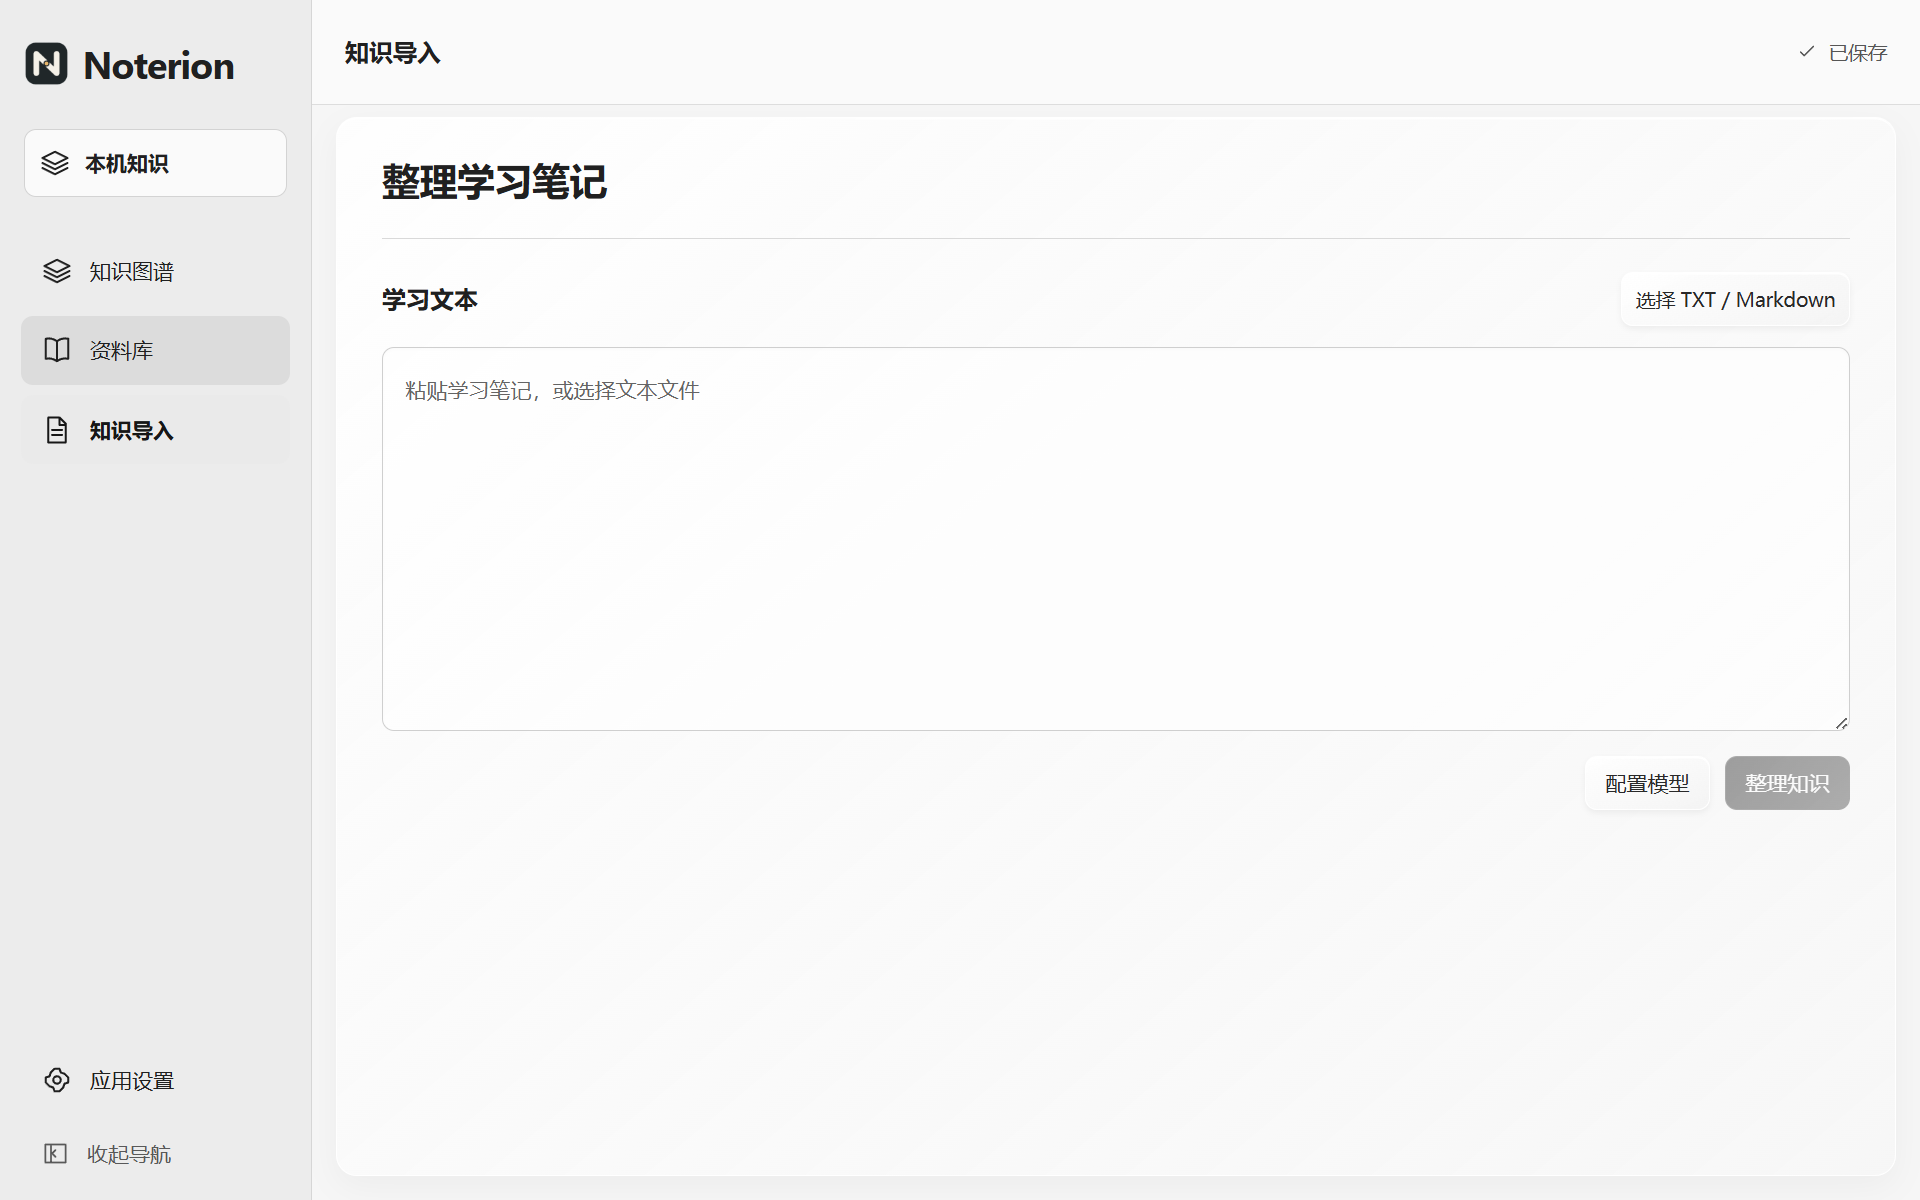 Noterion
本机知识
知识图谱
资料库
知识导入
应用设置
收起导航
知识导入
已保存
整理学习笔记
学习文本
选择 TXT / Markdown
粘贴学习笔记，或选择文本文件
配置模型
整理知识